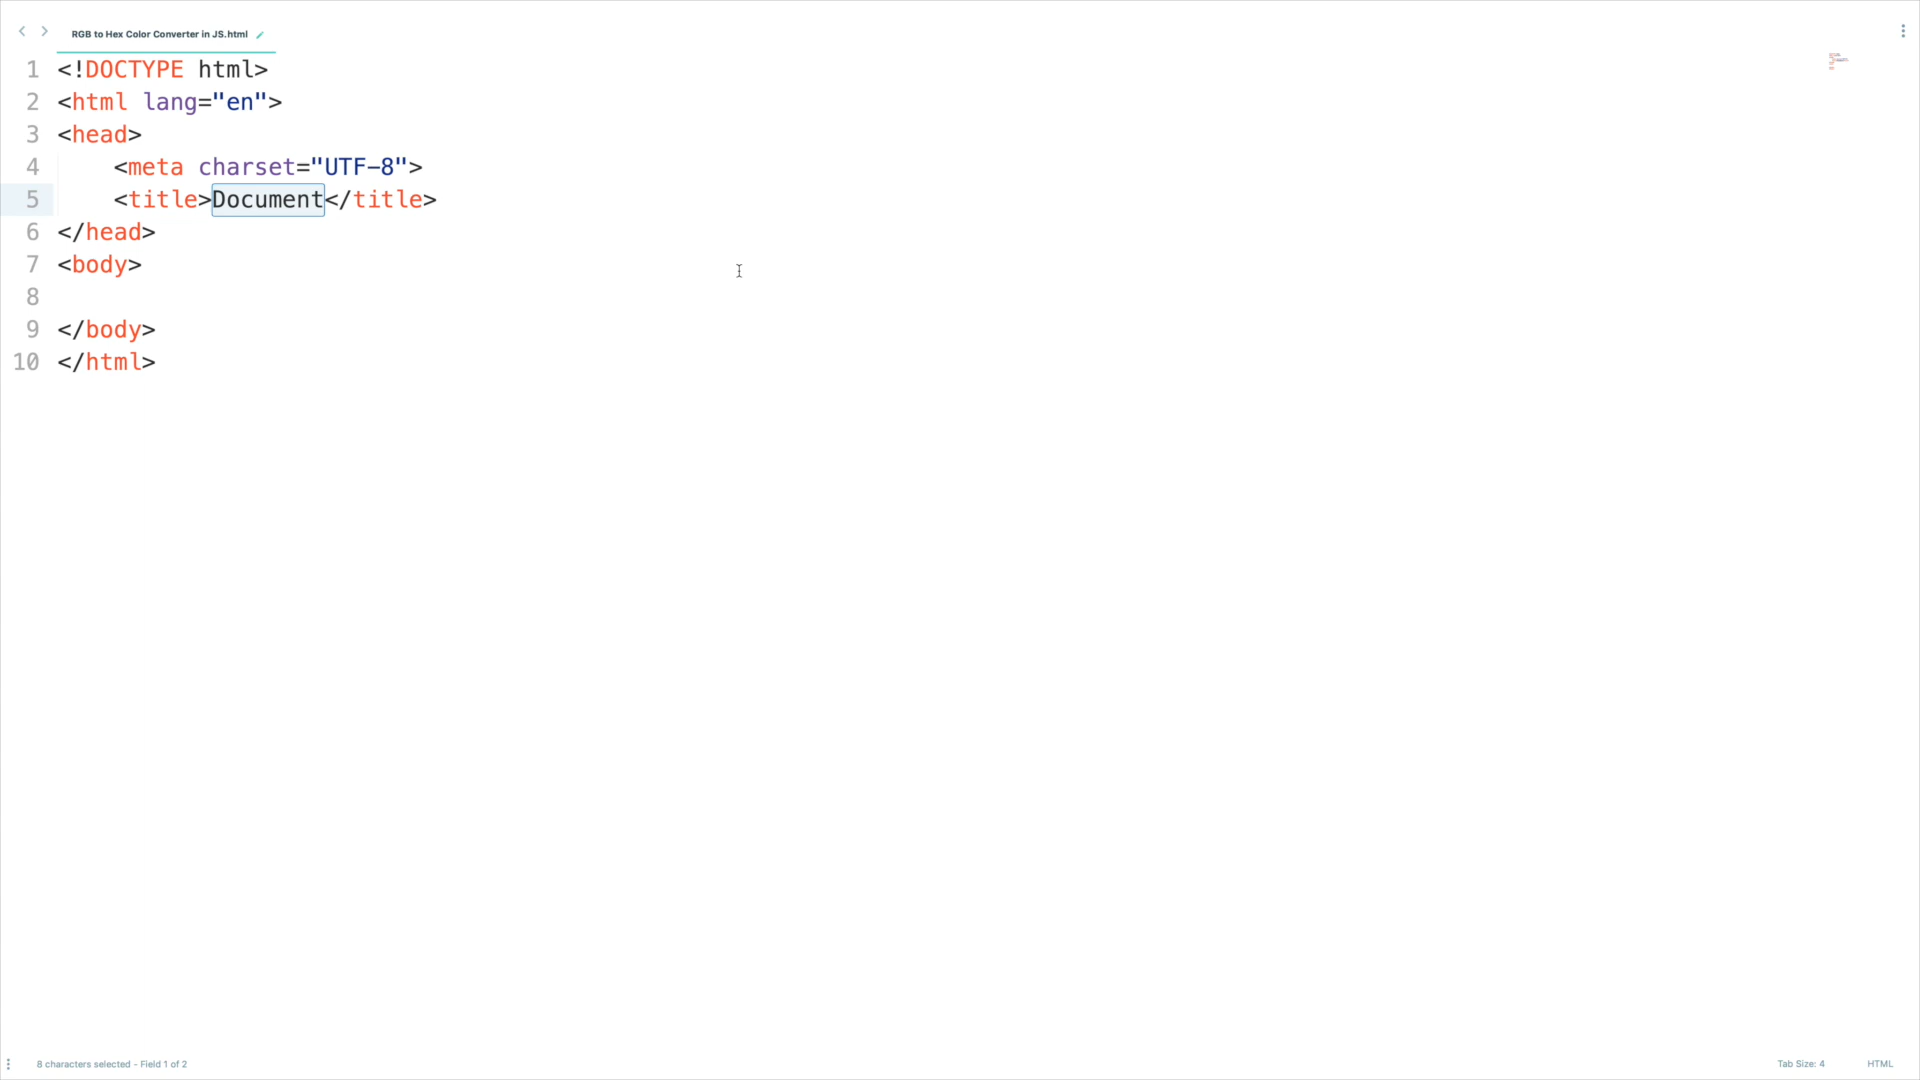 RGB to Hex Color Converter in JS.html
1 <!DOCTYPE html>
2 <html lang="en">
3 <head>
4     <meta charset="UTF-8">
5     <title>Document</title>
6 </head>
7 <body>
8
9 </body>
10 </html>
8 characters selected - Field 1 of 2
Tab Size: 4
HTML